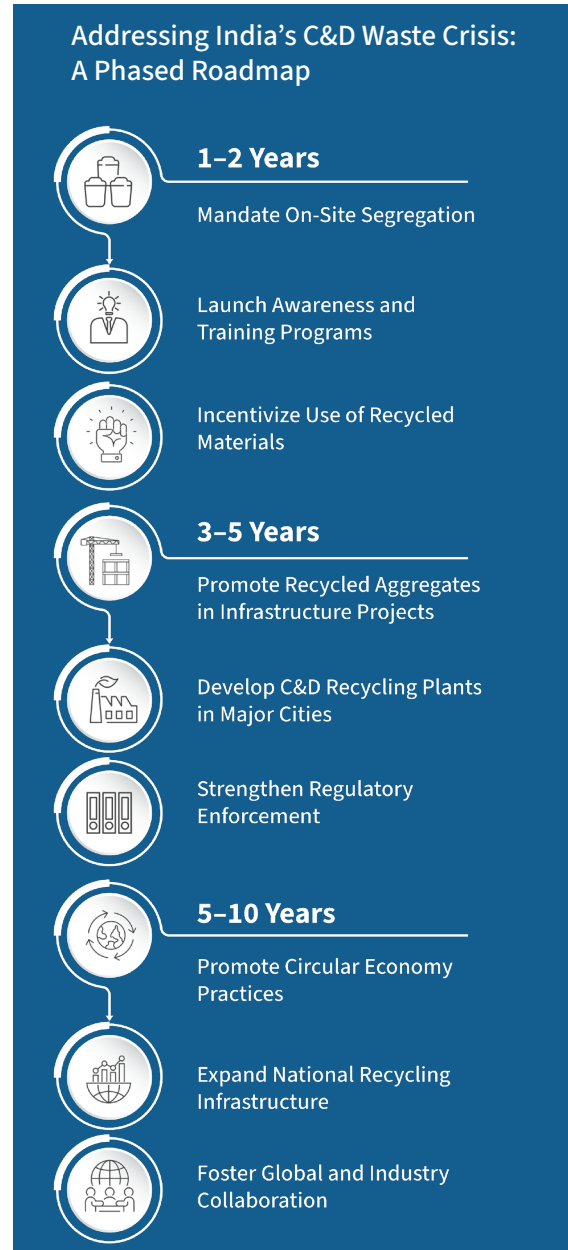 Addressing India’s C&D Waste Crisis:
A Phased Roadmap
1–2 Years
Mandate On-Site Segregation
Launch Awareness and
Training Programs
Incentivize Use of Recycled
Materials
3–5 Years
Promote Recycled Aggregates
in Infrastructure Projects
Develop C&D Recycling Plants
in Major Cities
Strengthen Regulatory
Enforcement
5–10 Years
Promote Circular Economy
Practices
Expand National Recycling
Infrastructure
Foster Global and Industry
Collaboration